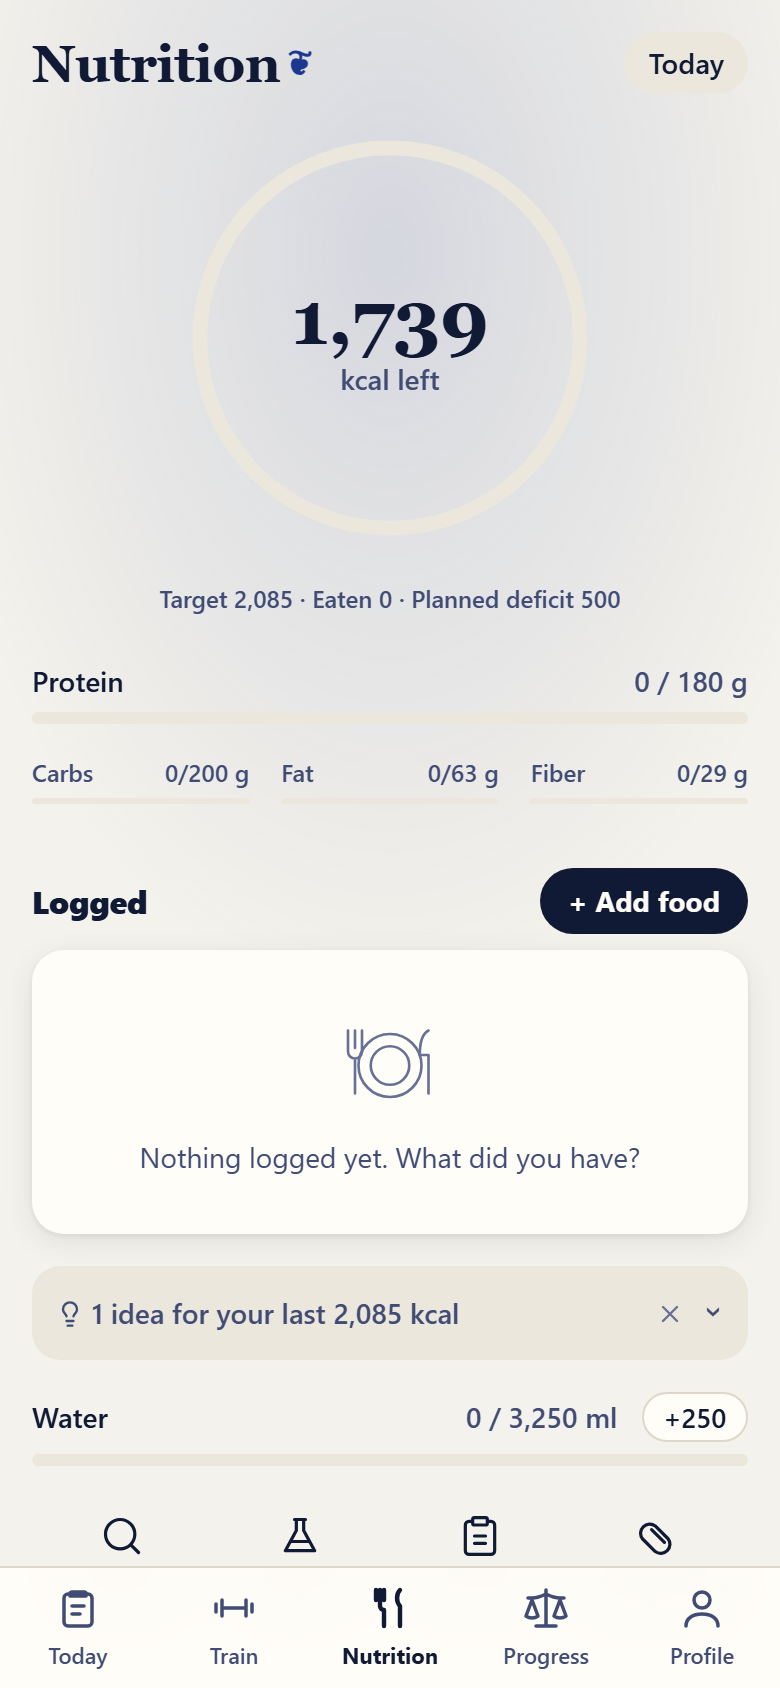 Nutrition
Today
1,739
kcal left
Target 2,085 · Eaten 0 · Planned deficit 500
Protein 0 / 180 g
Carbs 0/200 g Fat 0/63 g Fiber 0/29 g
Logged + Add food
Nothing logged yet. What did you have?
1 idea for your last 2,085 kcal
Water 0 / 3,250 ml +250
Today Train Nutrition Progress Profile